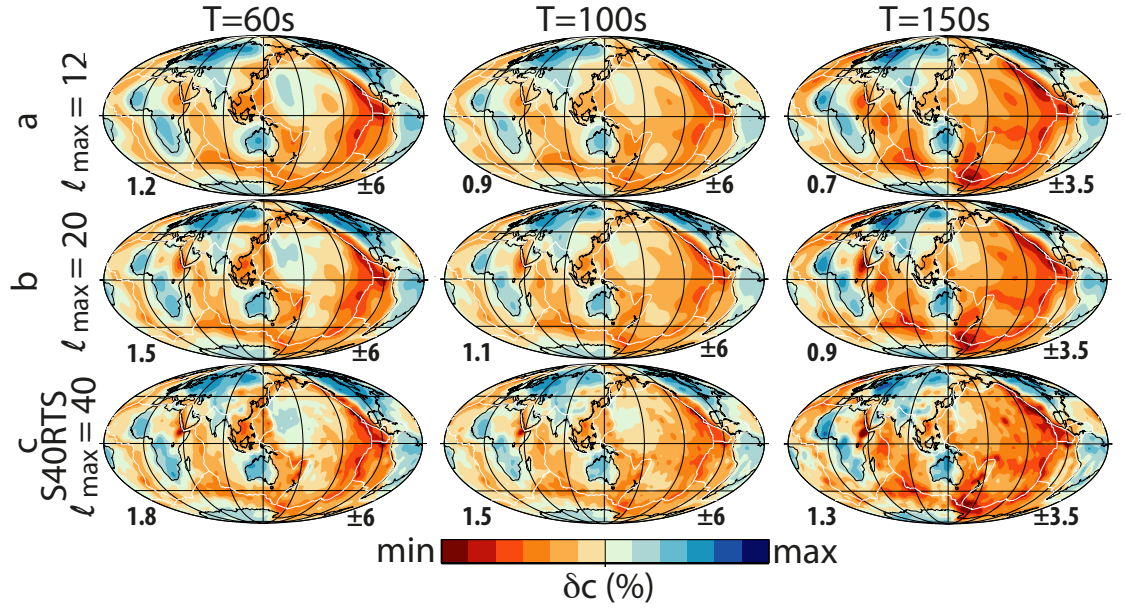 T=60s T=100s T=150s
a ℓ max = 12
1.2 ±6 0.9 ±6 0.7 ±3.5
b ℓ max = 20
1.5 ±6 1.1 ±6 0.9 ±3.5
c S40RTS
ℓ max = 40
1.8 ±6 1.5 ±6 1.3 ±3.5
min max
δc (%)